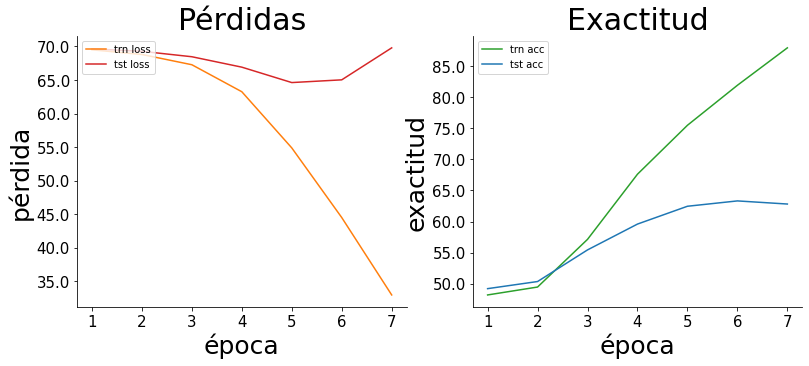 Pérdidas
trn loss
tst loss
70.0
65.0
60.0
55.0
50.0
45.0
40.0
35.0
pérdida
1 2 3 4 5 6 7
época
Exactitud
trn acc
tst acc
85.0
80.0
75.0
70.0
65.0
60.0
55.0
50.0
exactitud
1 2 3 4 5 6 7
época